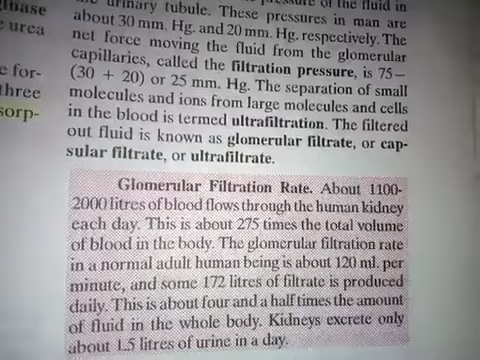 urinary tubule. These pressures in man are
about 30 mm. Hg. and 20 mm. Hg. respectively. The
net force moving the fluid from the glomerular
capillaries, called the filtration pressure, is 75–
(30 + 20) or 25 mm. Hg. The separation of small
molecules and ions from large molecules and cells
in the blood is termed ultrafiltration. The filtered
out fluid is known as glomerular filtrate, or cap-
sular filtrate, or ultrafiltrate.
Glomerular Filtration Rate. About 1100-
2000 litres of blood flows through the human kidney
each day. This is about 275 times the total volume
of blood in the body. The glomerular filtration rate
in a normal adult human being is about 120 ml. per
minute, and some 172 litres of filtrate is produced
daily. This is about four and a half times the amount
of fluid in the whole body. Kidneys excrete only
about 1.5 litres of urine in a day.
urea
for-
three
sorp-